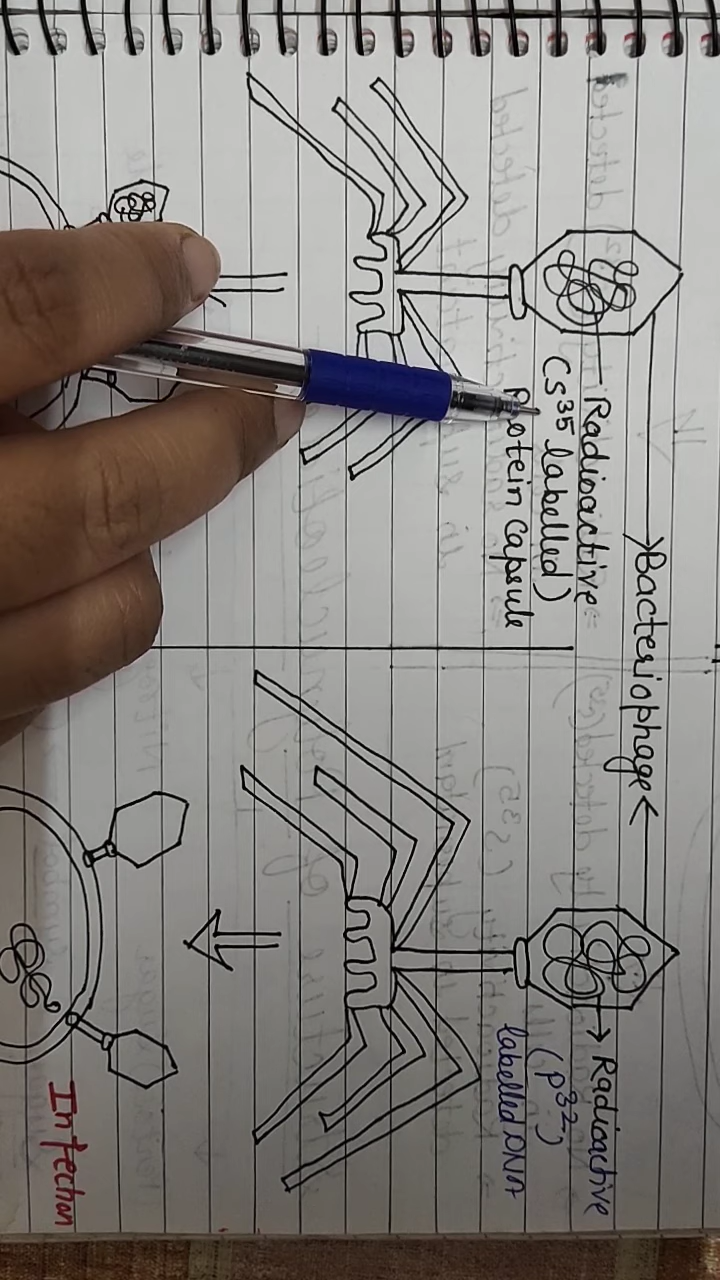 Bacteriophage
Radioactive
(S³⁵ labelled)
Protein capsule
Radioactive
(P³²)
labelled DNA
Infection